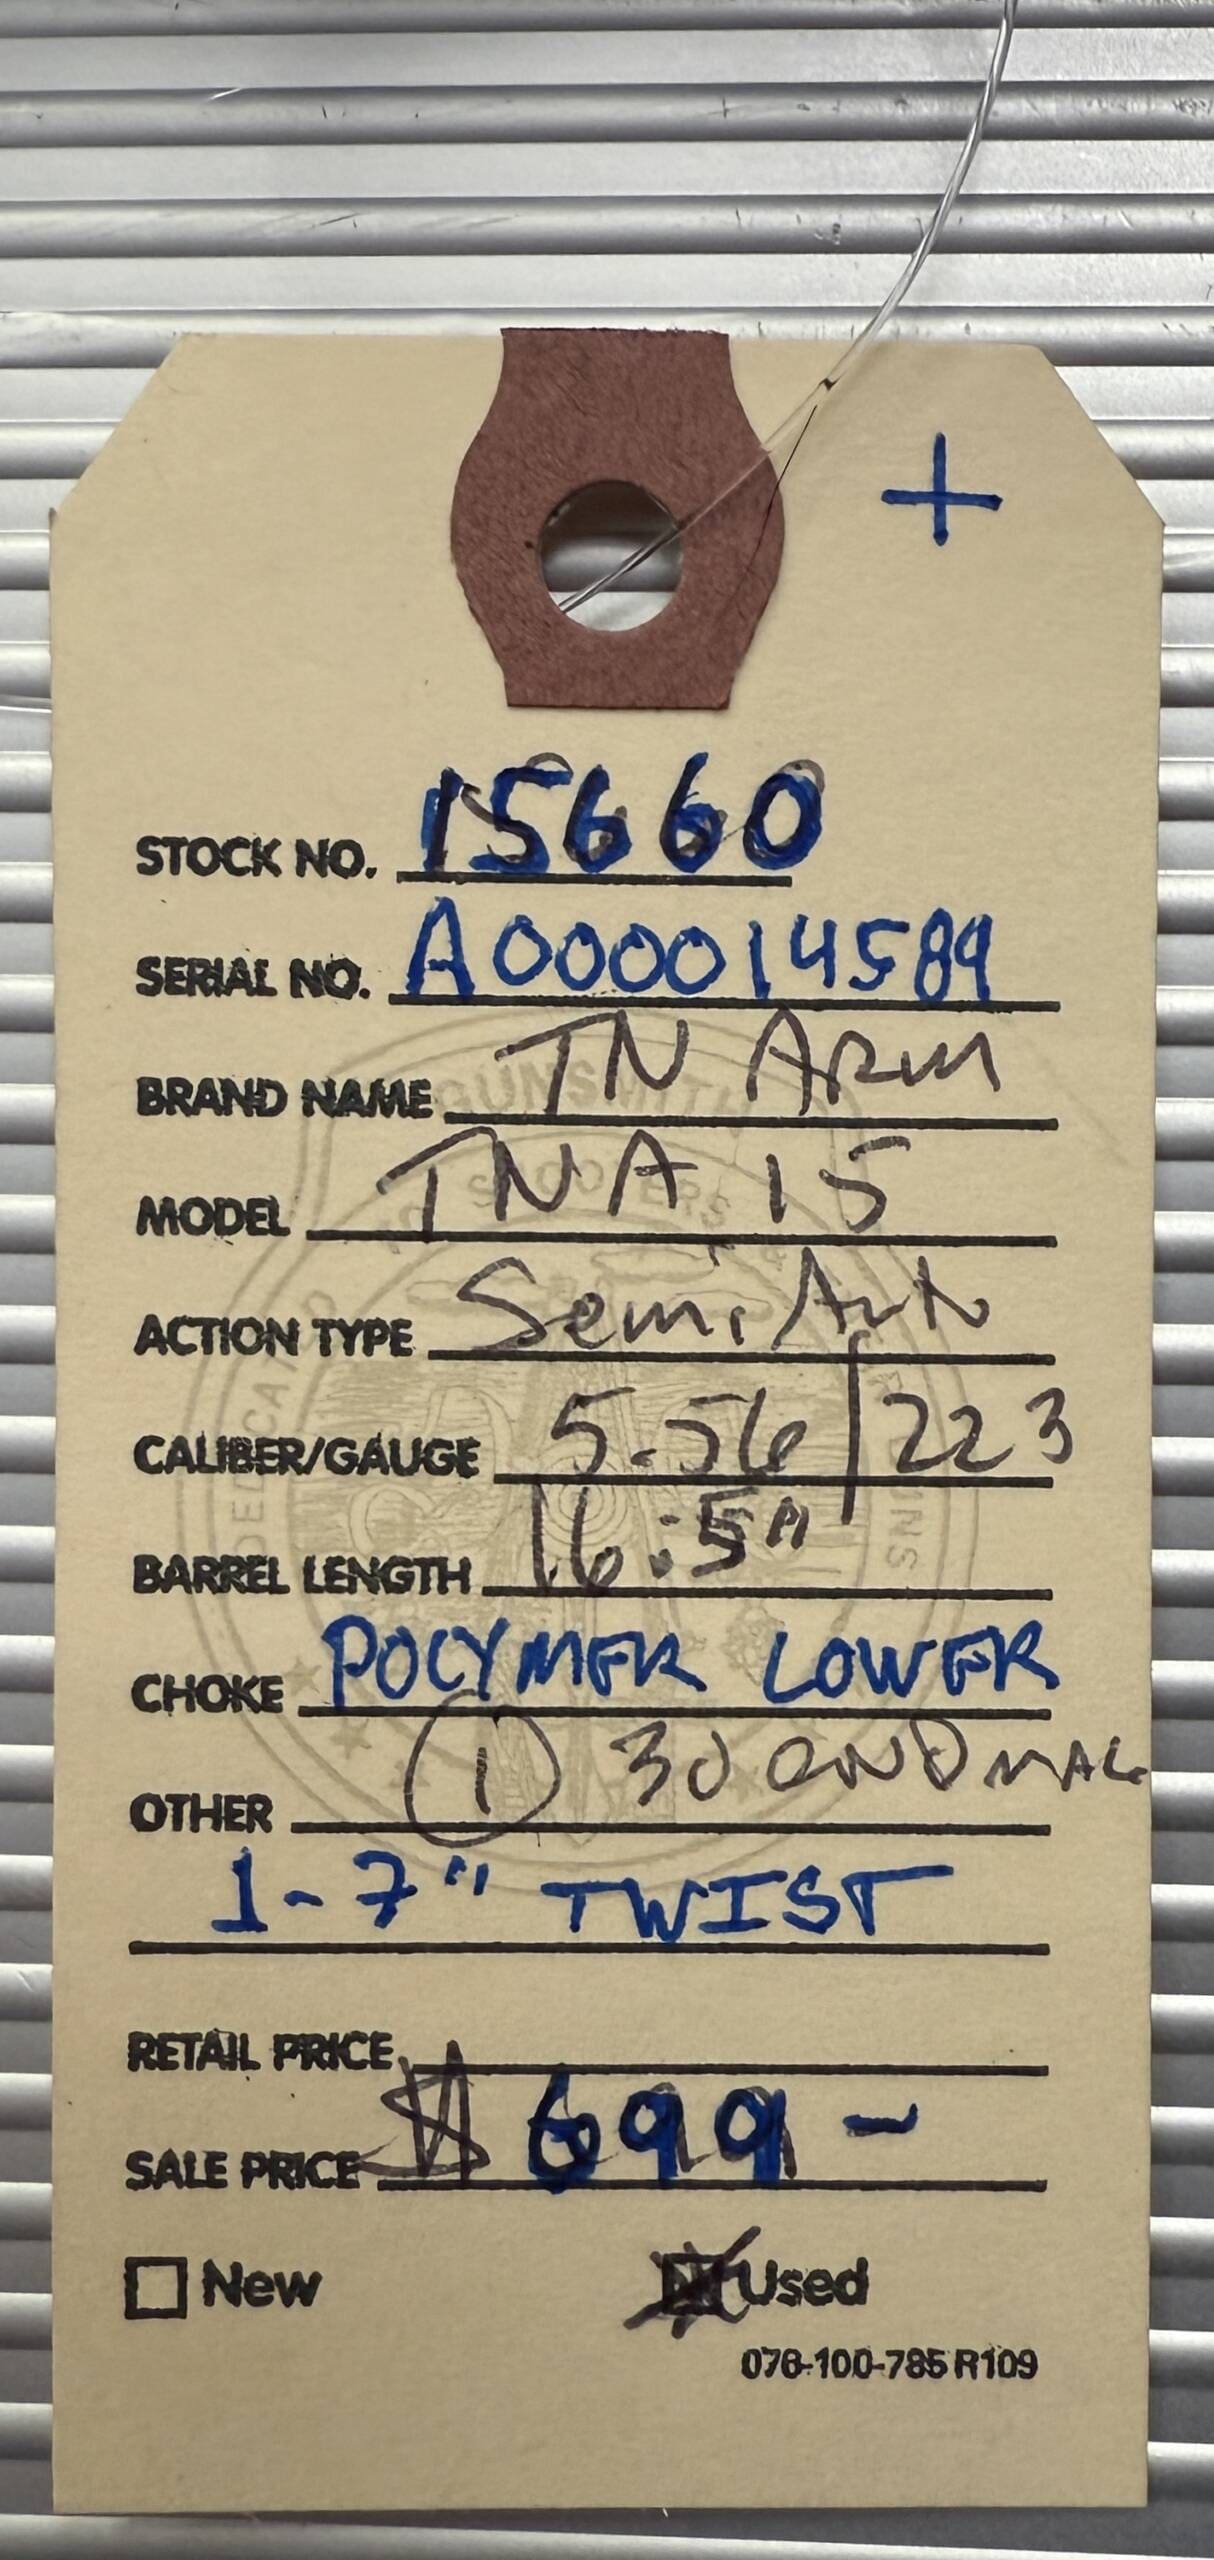 +
STOCK NO. 15660
SERIAL NO. A000014589
BRAND NAME TN ARM
MODEL TNA 15
ACTION TYPE Semi Auto
CALIBER/GAUGE 5.56/223
BARREL LENGTH 16.5"
CHOKE POLYMER LOWER
OTHER 1 30 RND MAG
1-7" TWIST
RETAIL PRICE
SALE PRICE $699-
New Used
076-100-785 R109